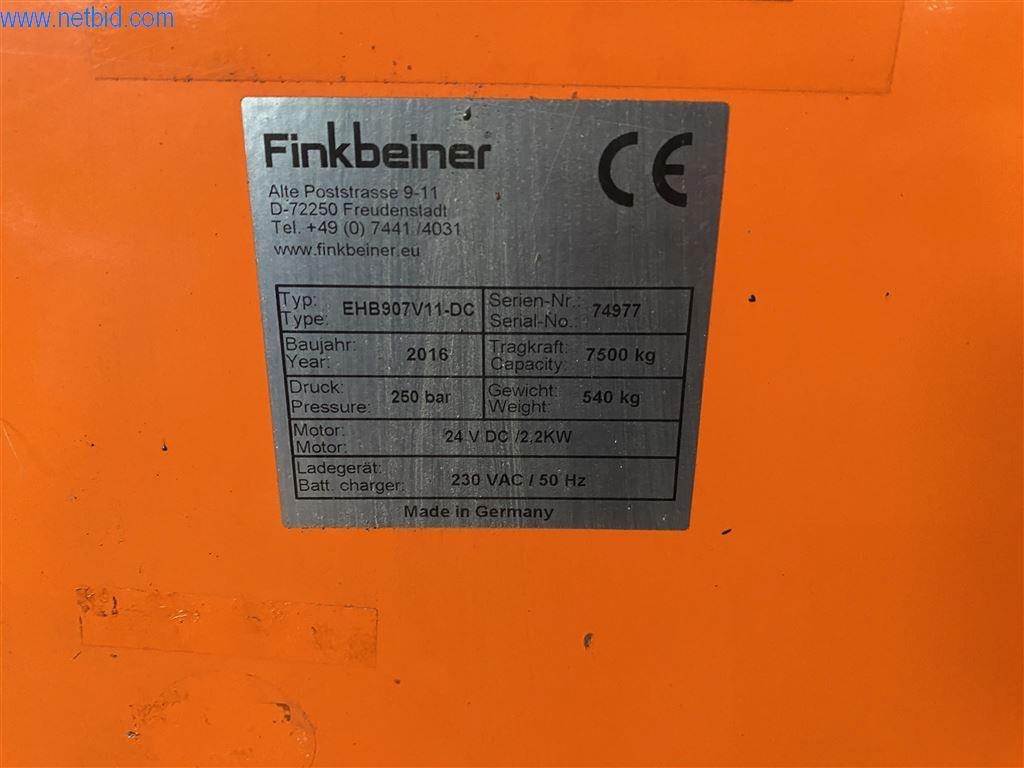 www.netbid.com
Finkbeiner CE
Alte Poststrasse 9-11
D-72250 Freudenstadt
Tel. +49 (0) 7441 /4031
www.finkbeiner.eu
Typ: Type: EHB907V11-DC Serien-Nr.: Serial-No.: 74977
Baujahr: Year: 2016 Tragkraft: Capacity: 7500 kg
Druck: Pressure: 250 bar Gewicht: Weight: 540 kg
Motor: Motor: 24 V DC /2,2KW
Ladegerät: Batt. charger: 230 VAC / 50 Hz
Made in Germany